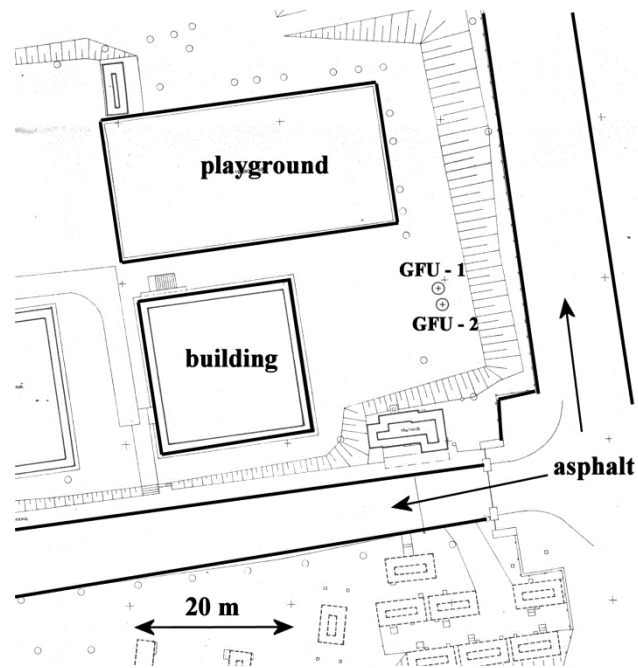 playground
GFU - 1
GFU - 2
building
asphalt
20 m